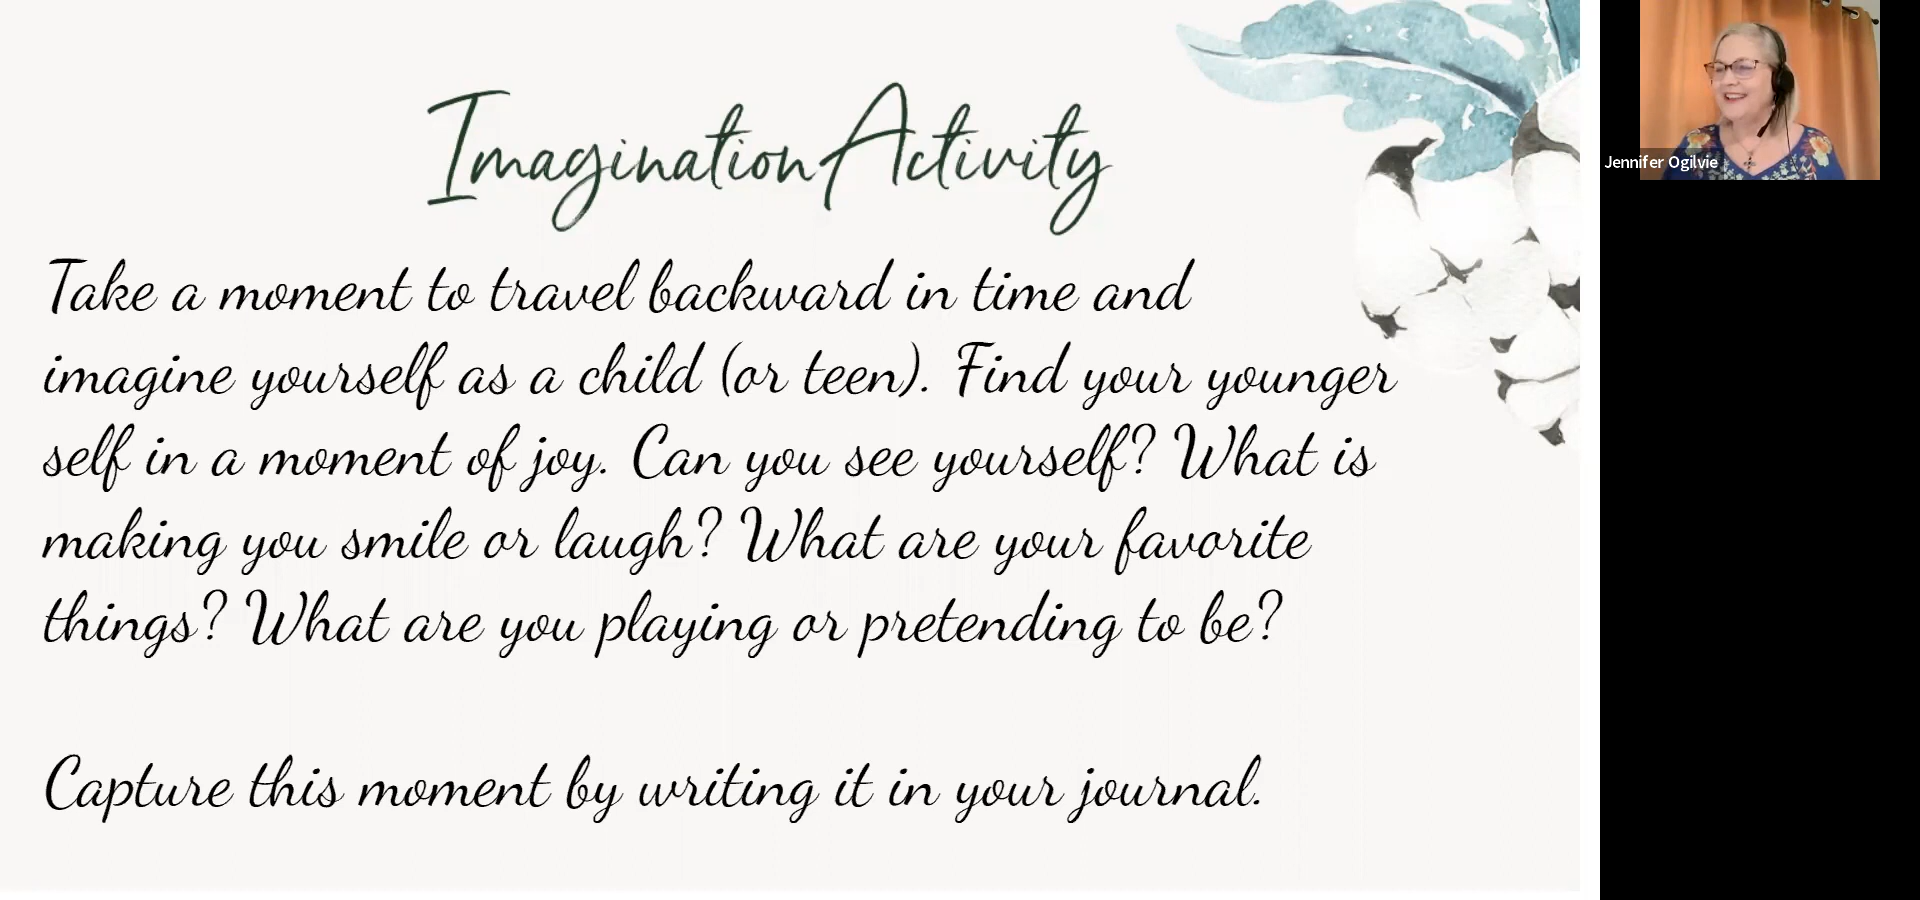 Imagination Activity
Take a moment to travel backward in time and
imagine yourself as a child (or teen). Find your younger
self in a moment of joy. Can you see yourself? What is
making you smile or laugh? What are your favorite
things? What are you playing or pretending to be?
Capture this moment by writing it in your journal.
Jennifer Ogilvie